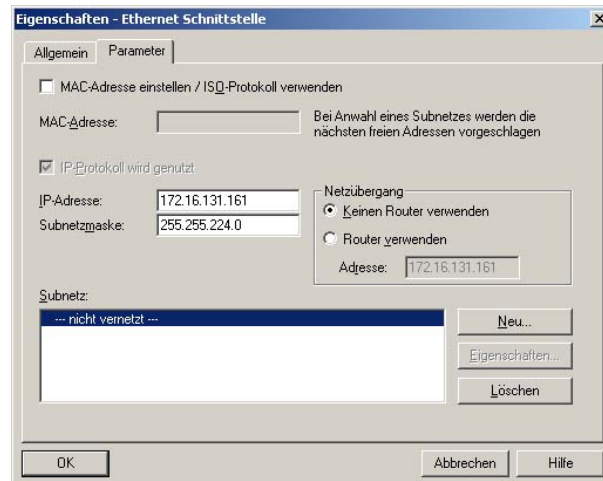 Eigenschaften - Ethernet Schnittstelle
Allgemein
Parameter
MAC-Adresse einstellen / ISO-Protokoll verwenden
MAC-Adresse:
Bei Anwahl eines Subnetzes werden die
nächsten freien Adressen vorgeschlagen
IP-Protokoll wird genutzt
IP-Adresse: 172.16.131.161
Subnetzmaske: 255.255.224.0
Netzübergang
Keinen Router verwenden
Router verwenden
Adresse: 172.16.131.161
Subnetz:
--- nicht vernetzt ---
Neu...
Eigenschaften...
Löschen
OK
Abbrechen
Hilfe